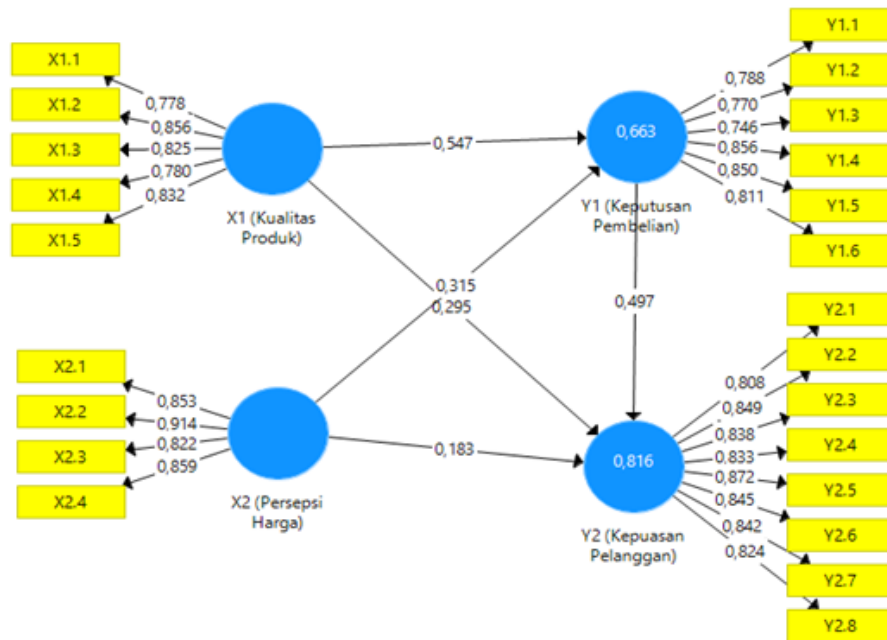 X1.1
X1.2
X1.3
X1.4
X1.5
0,778
0,856
0,825
0,780
0,832
X1 (Kualitas
Produk)
0,547
0,315
0,295
0,663
Y1 (Keputusan
Pembelian)
0,788
0,770
0,746
0,856
0,850
0,811
Y1.1
Y1.2
Y1.3
Y1.4
Y1.5
Y1.6
0,497
X2.1
X2.2
X2.3
X2.4
0,853
0,914
0,822
0,859
X2 (Persepsi
Harga)
0,183
0,816
Y2 (Kepuasan
Pelanggan)
0,808
0,849
0,838
0,833
0,872
0,845
0,842
0,824
Y2.1
Y2.2
Y2.3
Y2.4
Y2.5
Y2.6
Y2.7
Y2.8